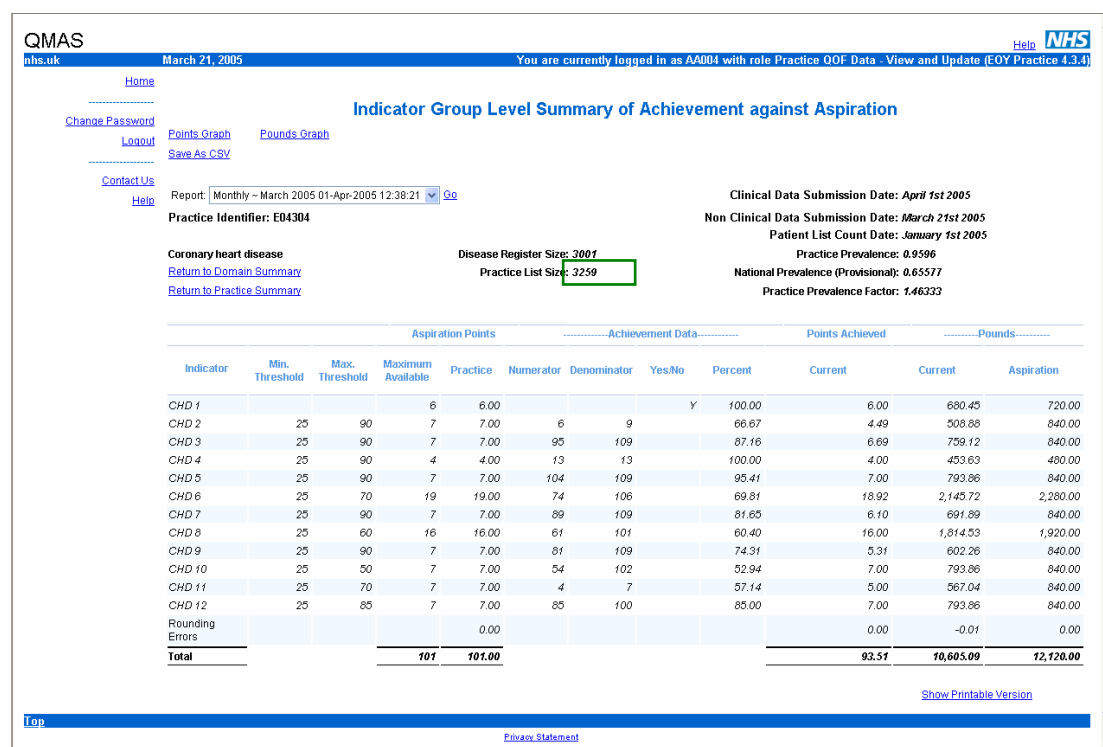 QMAS
Help NHS
nhs.uk March 21, 2005 You are currently logged in as AA004 with role Practice QOF Data - View and Update (EOY Practice 4.3.4)
Home
-------------------
Change Password
Logout
-------------------
Contact Us
Help
Indicator Group Level Summary of Achievement against Aspiration
Points Graph Pounds Graph
Save As CSV
Report: Monthly ~ March 2005 01-Apr-2005 12:38:21 Go
Clinical Data Submission Date: April 1st 2005
Practice Identifier: E04304
Non Clinical Data Submission Date: March 21st 2005
Patient List Count Date: January 1st 2005
Coronary heart disease Disease Register Size: 3001 Practice Prevalence: 0.9596
Return to Domain Summary Practice List Size: 3259 National Prevalence (Provisional): 0.65577
Return to Practice Summary Practice Prevalence Factor: 1.46333
Aspiration Points -------------Achievement Data------------ Points Achieved ----------Pounds----------
Indicator Min. Threshold Max. Threshold Maximum Available Practice Numerator Denominator Yes/No Percent Current Current Aspiration
CHD 1 6 6.00 Y 100.00 6.00 680.45 720.00
CHD 2 25 90 7 7.00 6 9 66.67 4.49 508.88 840.00
CHD 3 25 90 7 7.00 95 109 87.16 6.69 759.12 840.00
CHD 4 25 90 4 4.00 13 13 100.00 4.00 453.63 480.00
CHD 5 25 90 7 7.00 104 109 95.41 7.00 793.86 840.00
CHD 6 25 70 19 19.00 74 106 69.81 18.92 2,145.72 2,280.00
CHD 7 25 90 7 7.00 89 109 81.65 6.10 691.89 840.00
CHD 8 25 60 16 16.00 61 101 60.40 16.00 1,814.53 1,920.00
CHD 9 25 90 7 7.00 81 109 74.31 5.31 602.26 840.00
CHD 10 25 50 7 7.00 54 102 52.94 7.00 793.86 840.00
CHD 11 25 70 7 7.00 4 7 57.14 5.00 567.04 840.00
CHD 12 25 85 7 7.00 85 100 85.00 7.00 793.86 840.00
Rounding Errors 0.00 0.00 -0.01 0.00
Total 101 101.00 93.51 10,605.09 12,120.00
Show Printable Version
Top
Privacy Statement